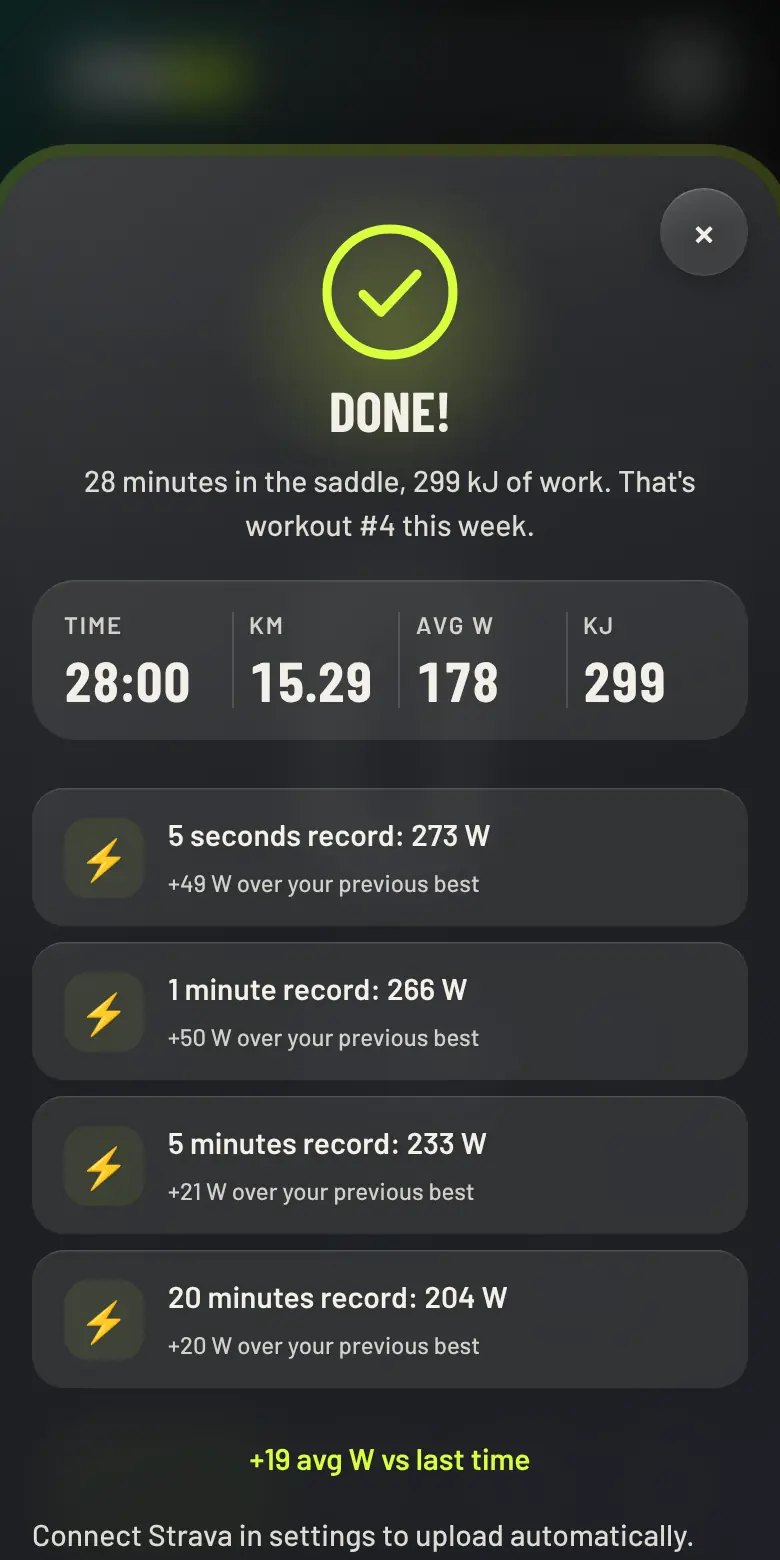 ×
DONE!
28 minutes in the saddle, 299 kJ of work. That's
workout #4 this week.
TIME KM AVG W KJ
28:00 15.29 178 299
5 seconds record: 273 W
+49 W over your previous best
1 minute record: 266 W
+50 W over your previous best
5 minutes record: 233 W
+21 W over your previous best
20 minutes record: 204 W
+20 W over your previous best
+19 avg W vs last time
Connect Strava in settings to upload automatically.